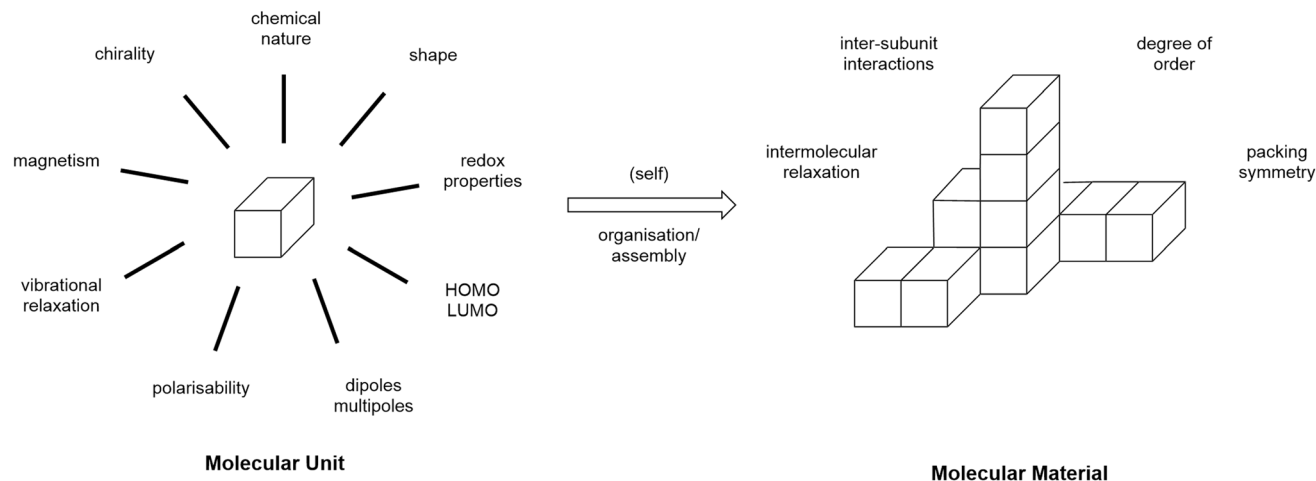 chemical
nature
chirality
shape
magnetism
redox
properties
vibrational
relaxation
HOMO
LUMO
polarisability
dipoles
multipoles
Molecular Unit
(self)
organisation/
assembly
inter-subunit
interactions
degree of
order
intermolecular
relaxation
packing
symmetry
Molecular Material